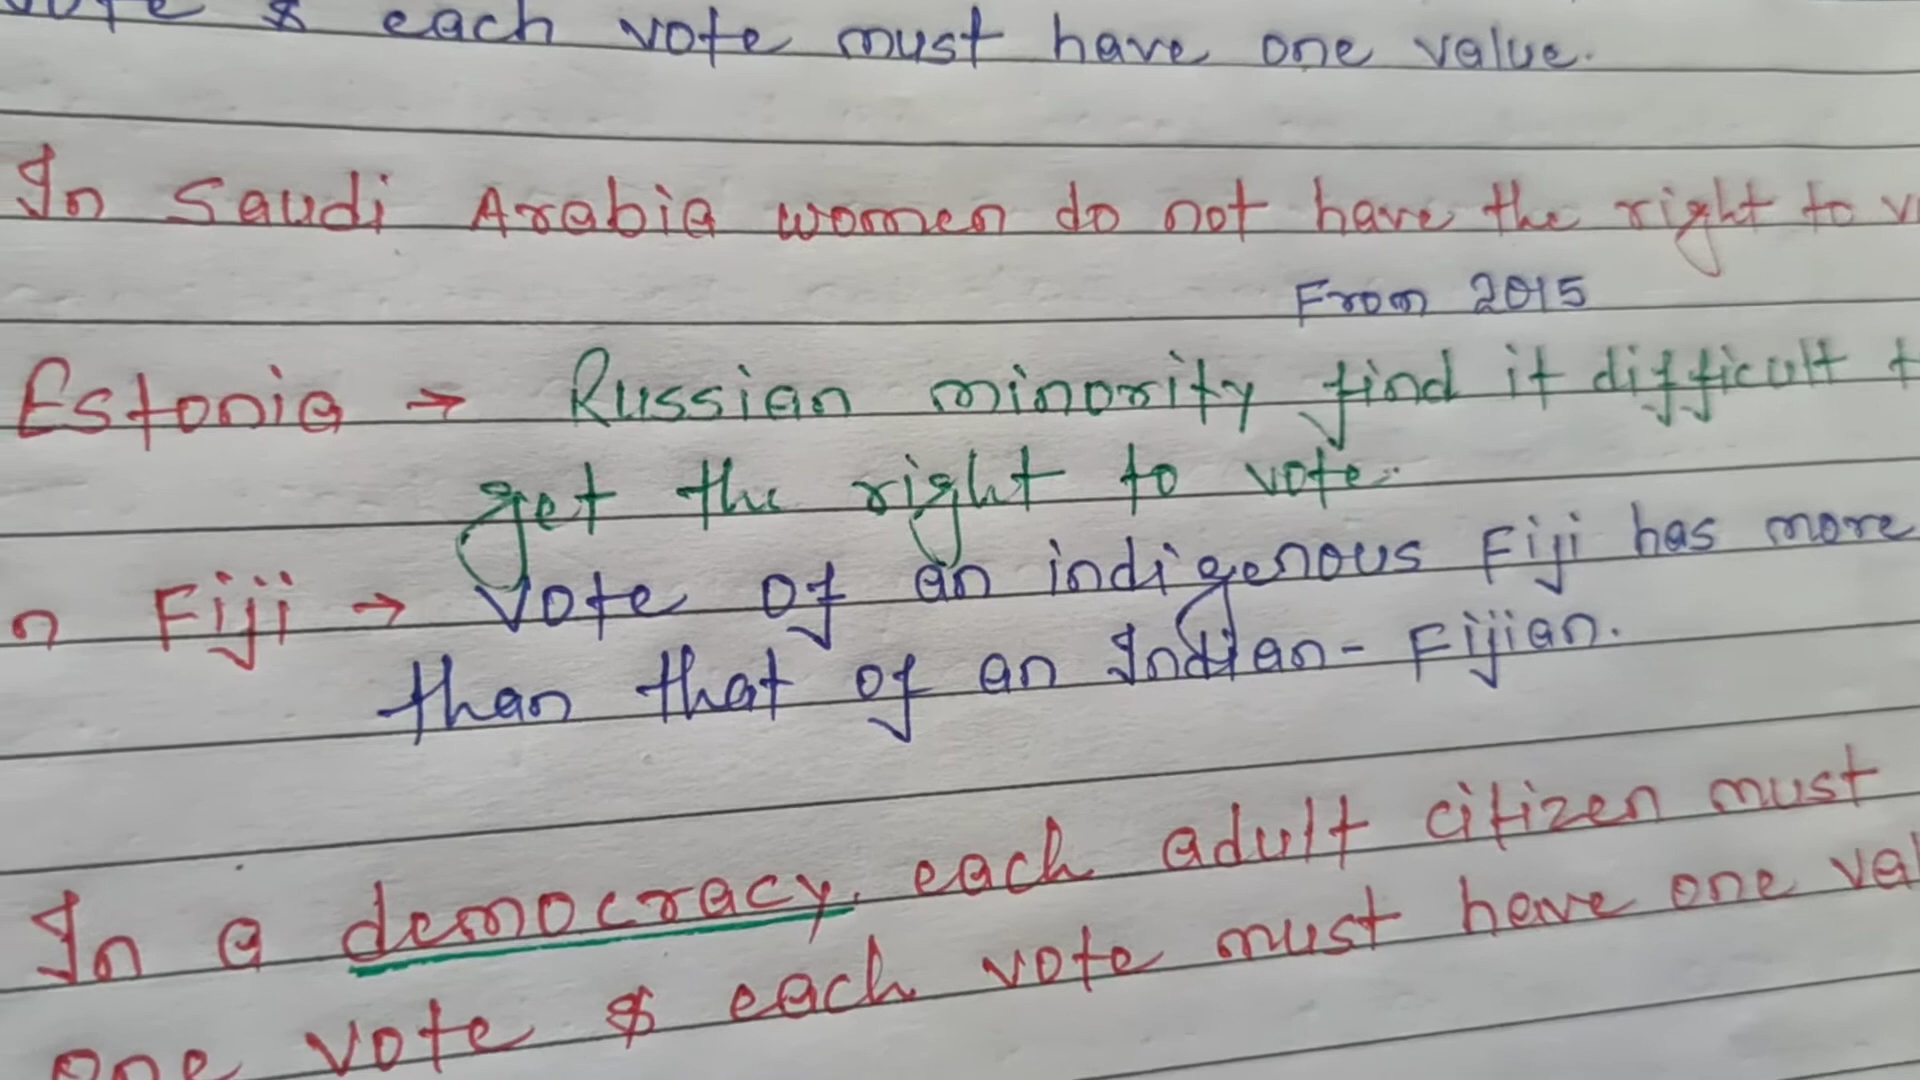 vote & each vote must have one value.
In Saudi Arabia women do not have the right to
From 2015
Estonia → Russian minority find it difficult
get the right to vote.
Fiji → Vote of an indigenous Fiji has more
than that of an Indian-Fijian.
In a democracy, each adult citizen must
one vote & each vote must have one